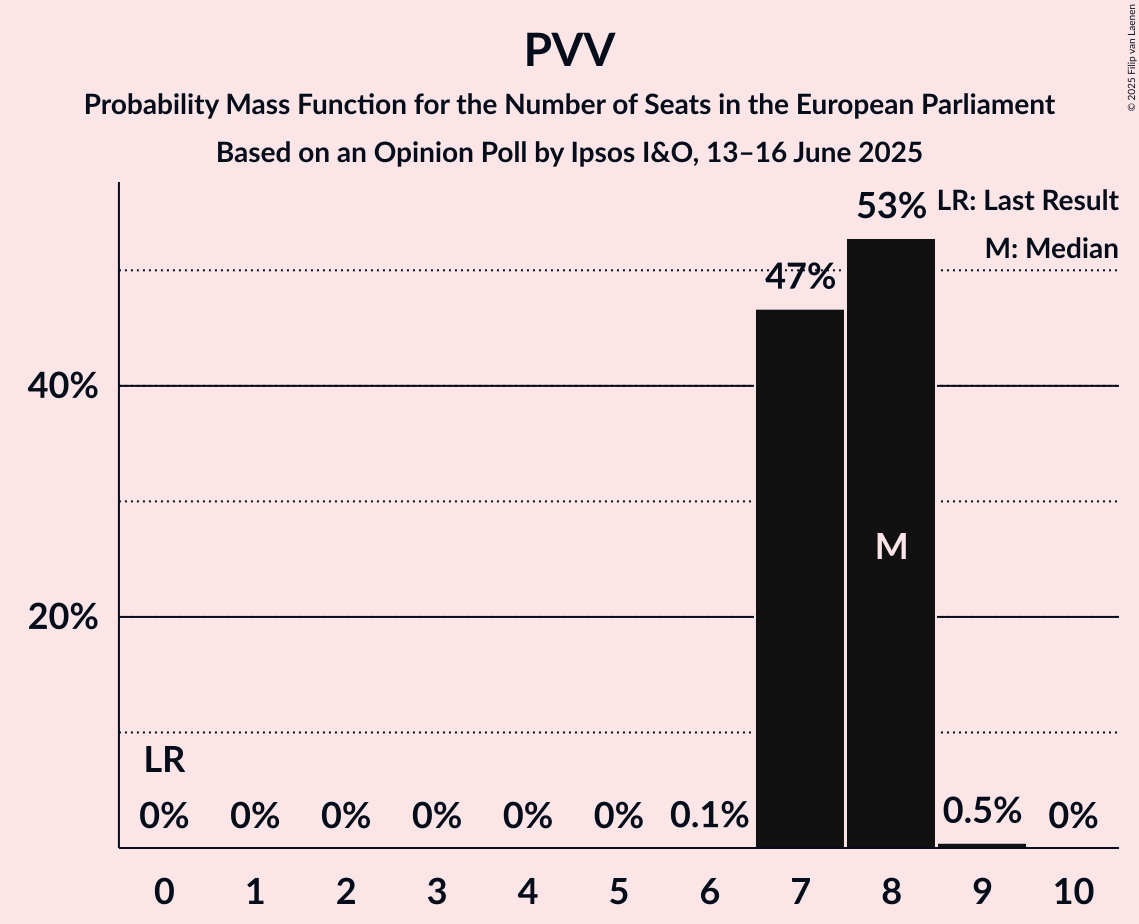 PVV
Probability Mass Function for the Number of Seats in the European Parliament
Based on an Opinion Poll by Ipsos I&O, 13–16 June 2025
© 2025 Filip van Laenen
LR: Last Result
M: Median
53%
47%
40%
M
20%
LR
0% 0% 0% 0% 0% 0% 0.1% 0.5% 0%
0 1 2 3 4 5 6 7 8 9 10